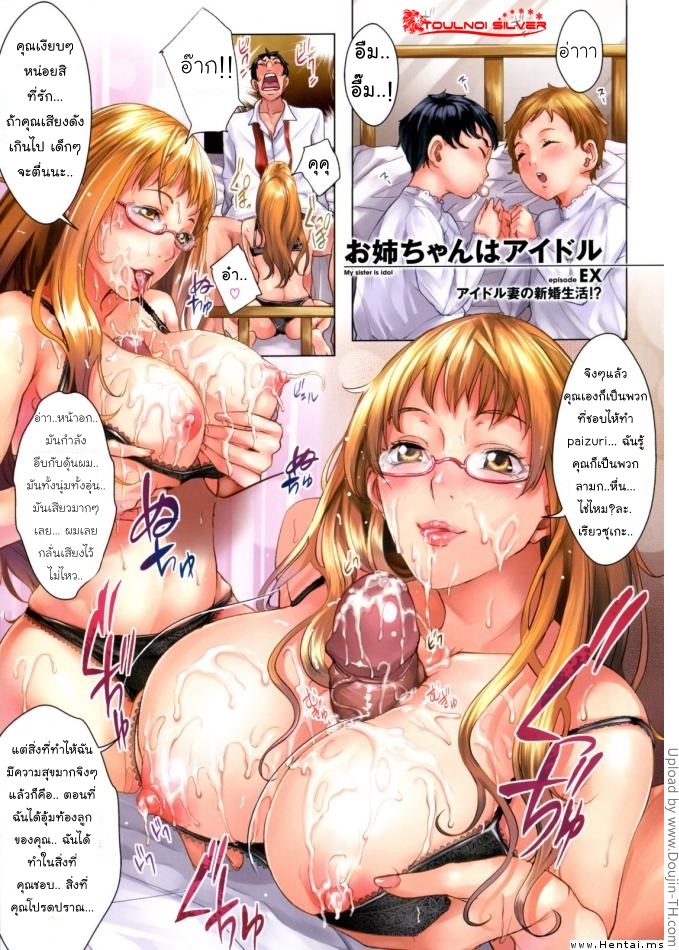 TOULNOI SILVER
คุณเงียบๆ
หน่อยสิ
ที่รัก...
ถ้าคุณเสียงดัง
เกินไป เด็กๆ
จะตื่นนะ..
อ๊าก!!
คุคุ
อำ..
♡
อืม..
อื๊ม..!
อ่าาา
お姉ちゃんはアイドル
My sister is idol
episode EX
アイドル妻の新婚生活!?
อ่าา..หน้าอก..
มันกำลัง
อึบกับดุ้นผม..
มันทั้งนุ่มทั้งอุ่น..
มันเสียวมากๆ
เลย... ผมเลย
กลั่นเสียงไว้
ไม่ไหว..
จิงๆแล้ว
คุณเองก็เป็นพวก
ที่ชอบไห้ทำ
paizuri... ฉันรู้
คุณก็เป็นพวก
ลามก..หื่น...
ไช่ไหม?ละ.
เรียวซุเกะ..
แต่สิ่งที่ทำไห้ฉัน
มีความสุขมากจิงๆ
แล้วก็คือ.. ตอนที่
ฉันได้อุ้มท้องลูก
ของคุณ.. ฉันได้
ทำในสิ่งที่
คุณชอบ.. สิ่งที่
คุณโปรดปราณ...
Upload by www.Doujin-TH.com
www.Hentai.ms